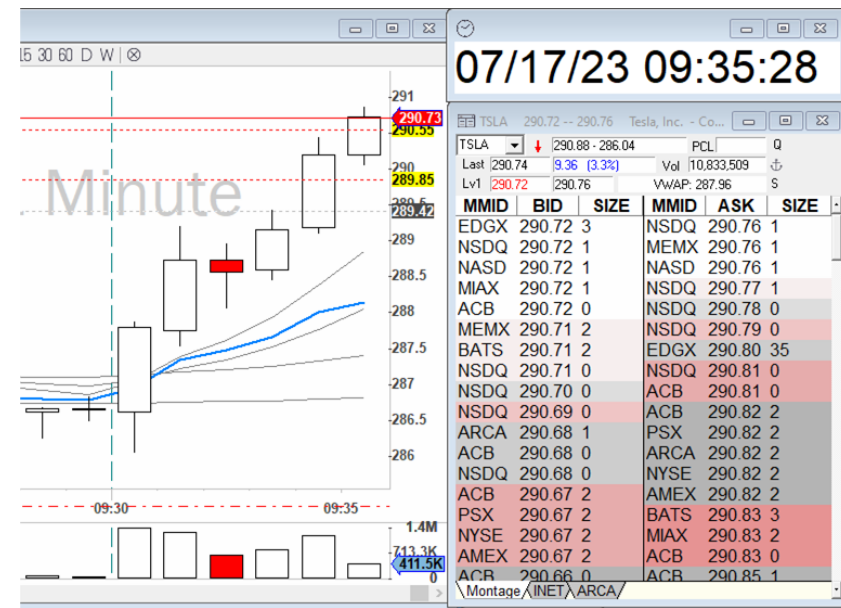 15 30 60 D W
Minute
291
290.73
290.55
290
289.85
289.5
289.42
289
288.5
288
287.5
287
286.5
286
09:30 09:35
1.4M
713.3K
411.5K
0
07/17/23 09:35:28
TSLA 290.72 -- 290.76 Tesla, Inc. - Co...
TSLA 290.88 - 286.04 PCL Q
Last 290.74 9.36 (3.3%) Vol 10,833,509
Lv1 290.72 290.76 VWAP: 287.96 S
MMID BID SIZE MMID ASK SIZE
EDGX 290.72 3 NSDQ 290.76 1
NSDQ 290.72 1 MEMX 290.76 1
NASD 290.72 1 NASD 290.76 1
MIAX 290.72 1 NSDQ 290.77 1
ACB 290.72 0 NSDQ 290.78 0
MEMX 290.71 2 NSDQ 290.79 0
BATS 290.71 2 EDGX 290.80 35
NSDQ 290.71 0 NSDQ 290.81 0
NSDQ 290.70 0 ACB 290.81 0
NSDQ 290.69 0 ACB 290.82 2
ARCA 290.68 1 PSX 290.82 2
ACB 290.68 0 ARCA 290.82 2
NSDQ 290.68 0 NYSE 290.82 2
ACB 290.67 2 AMEX 290.82 2
PSX 290.67 2 BATS 290.83 3
NYSE 290.67 2 MIAX 290.83 2
AMEX 290.67 2 ACB 290.83 0
ACB 290.66 0 ACB 290.85 1
Montage INET ARCA